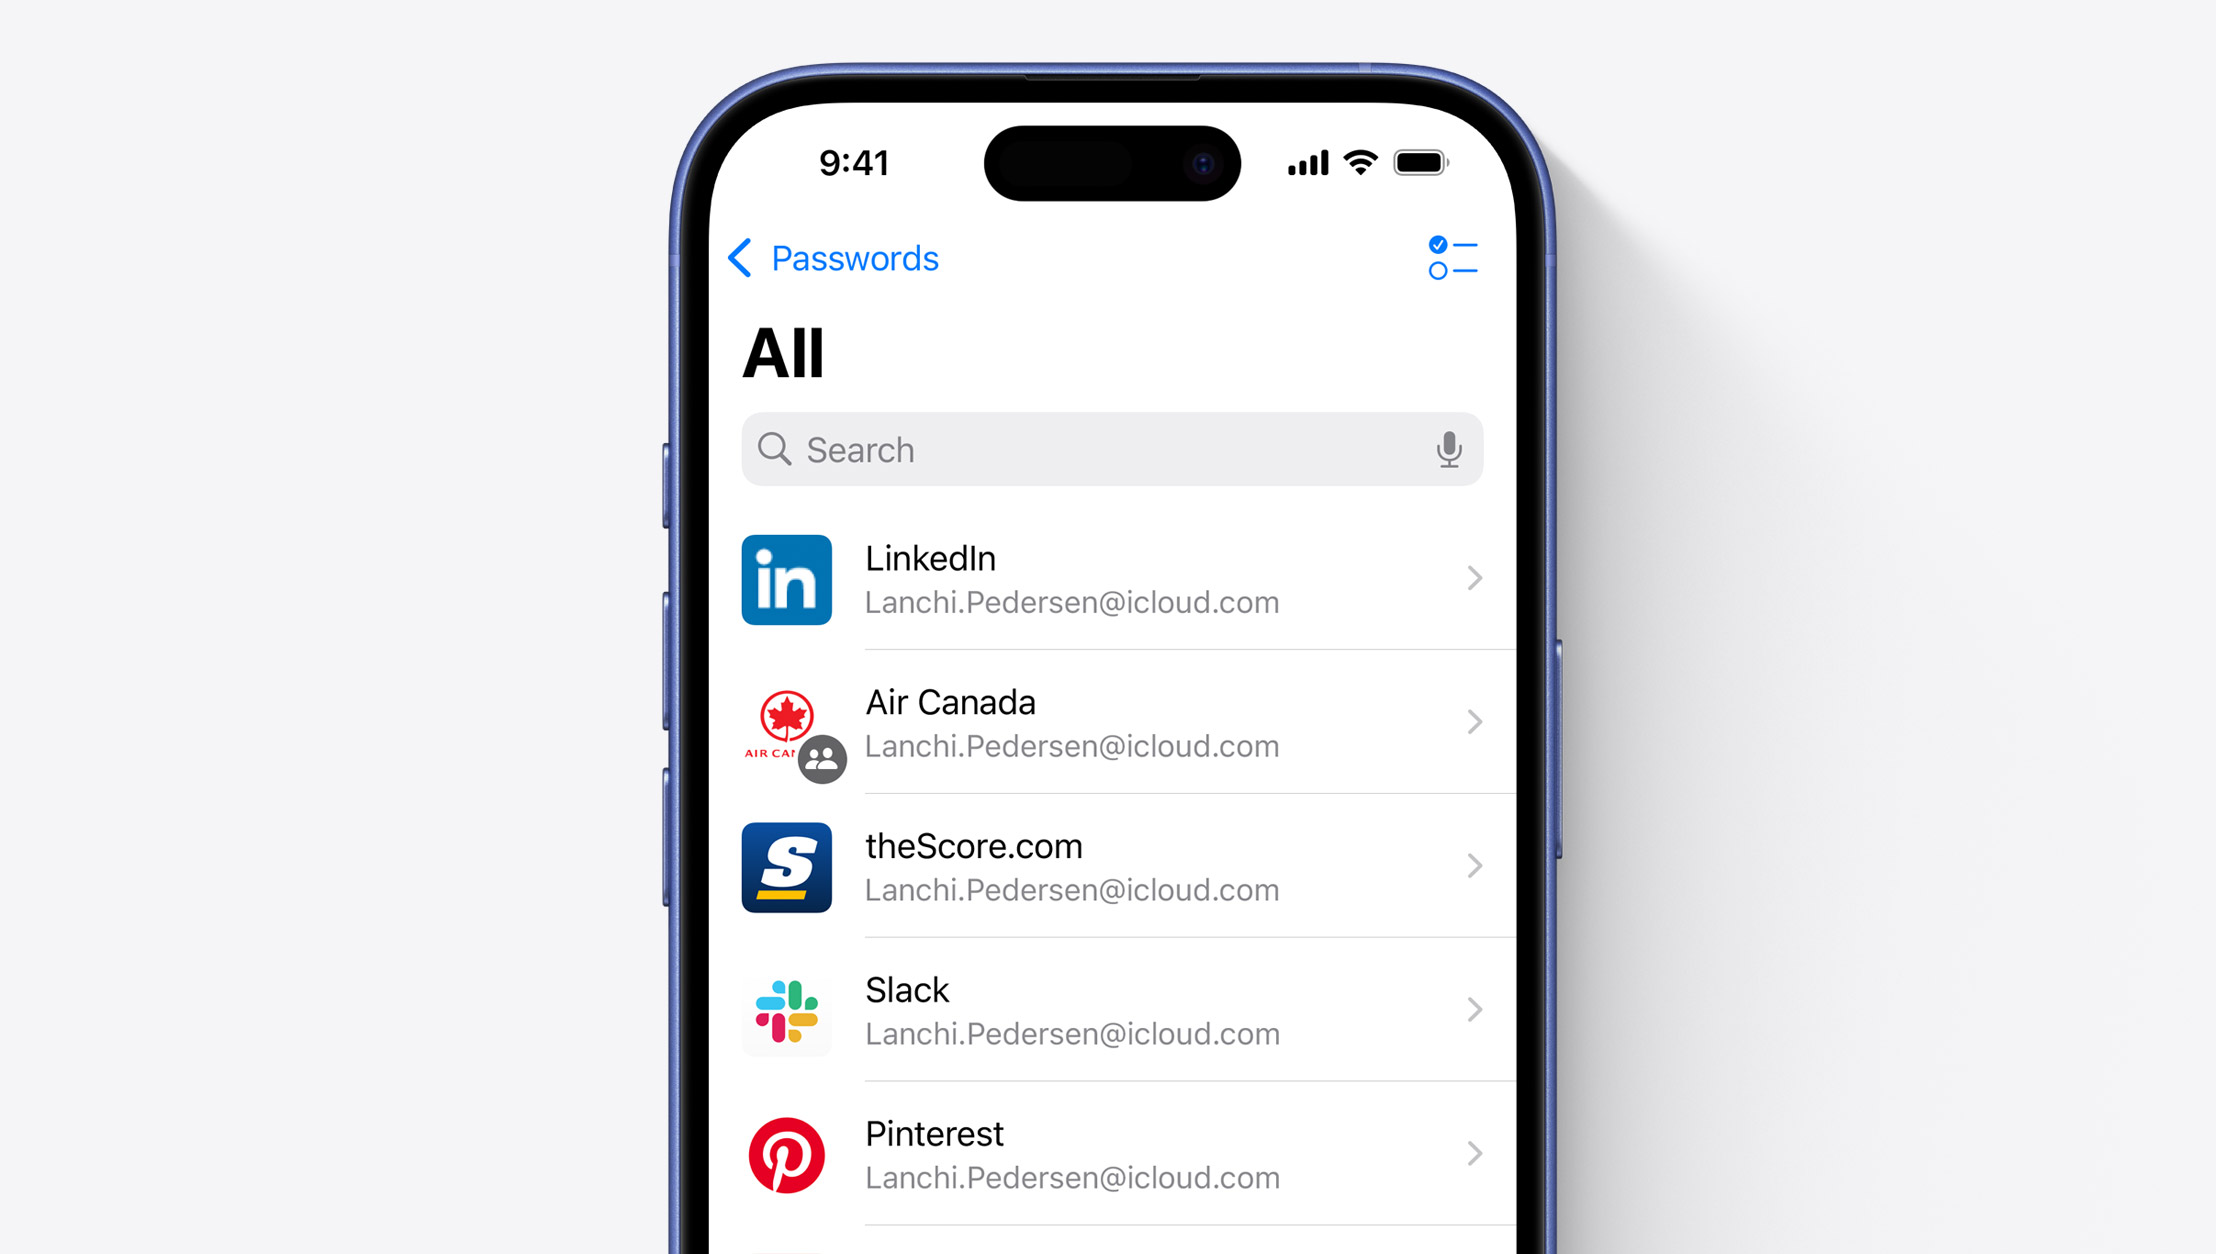 9:41
Passwords
All
Search
in
LinkedIn
Lanchi.Pedersen@icloud.com
AIR CAN
Air Canada
Lanchi.Pedersen@icloud.com
S
theScore.com
Lanchi.Pedersen@icloud.com
Slack
Lanchi.Pedersen@icloud.com
Pinterest
Lanchi.Pedersen@icloud.com